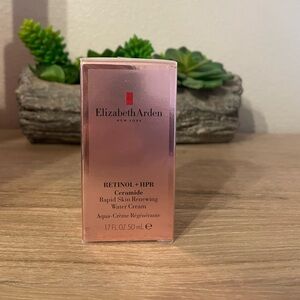 Elizabeth Arden
NEW YORK
RETINOL + HPR
Ceramide
Rapid Skin Renewing
Water Cream
Aqua-Crème Régénérante
1.7 FL. OZ. 50 mL ℮